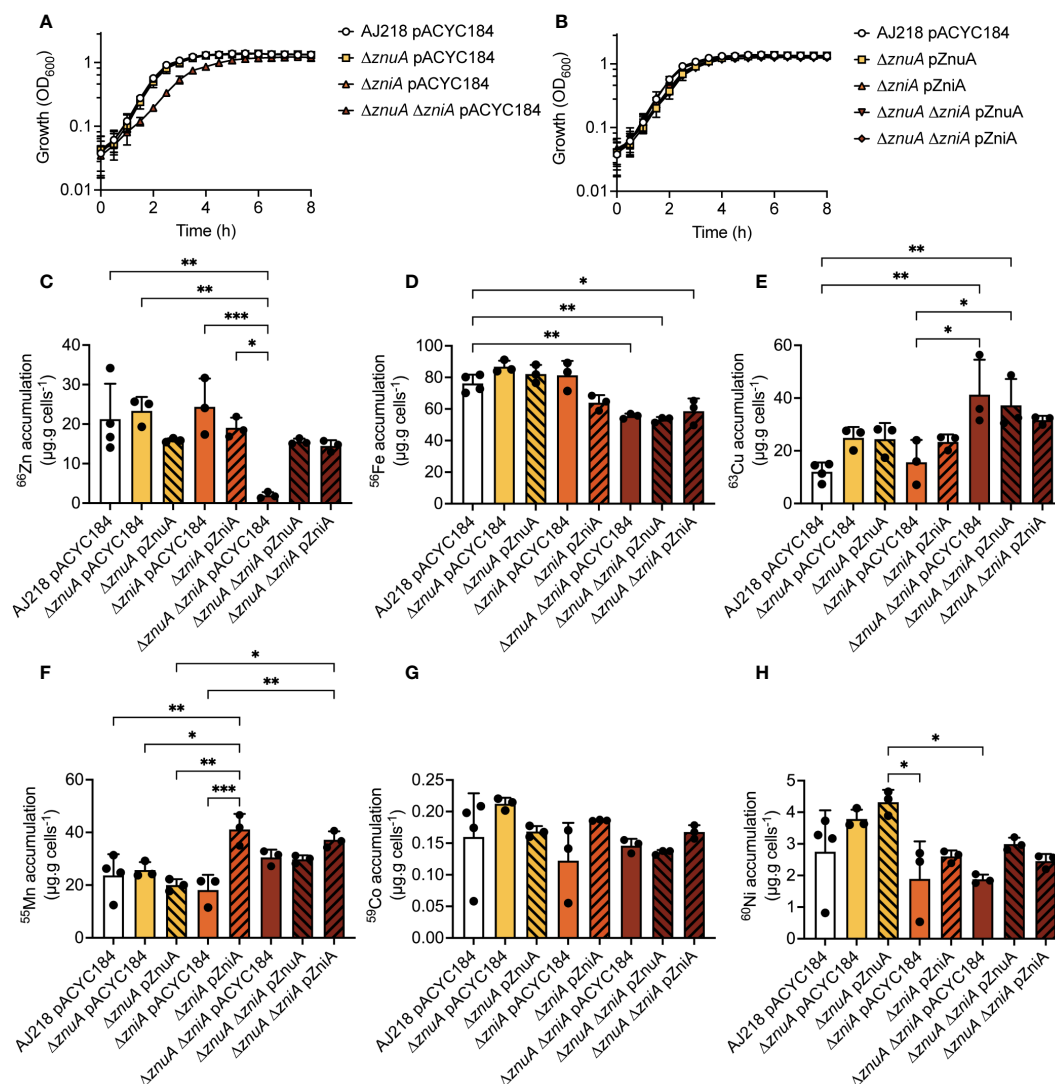 A
Growth (OD600)
1
0.1
0.01
0 2 4 6 8
Time (h)
AJ218 pACYC184
ΔznuA pACYC184
ΔzniA pACYC184
ΔznuA ΔzniA pACYC184
B
Growth (OD600)
1
0.1
0.01
0 2 4 6 8
Time (h)
AJ218 pACYC184
ΔznuA pZnuA
ΔzniA pZniA
ΔznuA ΔzniA pZnuA
ΔznuA ΔzniA pZniA
C
**
**
***
*
66Zn accumulation
(µg.g cells-1)
40
30
20
10
0
AJ218 pACYC184
ΔznuA pACYC184
ΔznuA pZnuA
ΔzniA pACYC184
ΔzniA pZniA
ΔznuA ΔzniA pACYC184
ΔznuA ΔzniA pZnuA
ΔznuA ΔzniA pZniA
D
*
**
**
56Fe accumulation
(µg.g cells-1)
100
80
60
40
20
0
AJ218 pACYC184
ΔznuA pACYC184
ΔznuA pZnuA
ΔzniA pACYC184
ΔzniA pZniA
ΔznuA ΔzniA pACYC184
ΔznuA ΔzniA pZnuA
ΔznuA ΔzniA pZniA
E
**
**
*
*
63Cu accumulation
(µg.g cells-1)
60
40
20
0
AJ218 pACYC184
ΔznuA pACYC184
ΔznuA pZnuA
ΔzniA pACYC184
ΔzniA pZniA
ΔznuA ΔzniA pACYC184
ΔznuA ΔzniA pZnuA
ΔznuA ΔzniA pZniA
F
*
**
**
*
**
***
55Mn accumulation
(µg.g cells-1)
60
40
20
0
AJ218 pACYC184
ΔznuA pACYC184
ΔznuA pZnuA
ΔzniA pACYC184
ΔzniA pZniA
ΔznuA ΔzniA pACYC184
ΔznuA ΔzniA pZnuA
ΔznuA ΔzniA pZniA
G
59Co accumulation
(µg.g cells-1)
0.25
0.20
0.15
0.10
0.05
0.00
AJ218 pACYC184
ΔznuA pACYC184
ΔznuA pZnuA
ΔzniA pACYC184
ΔzniA pZniA
ΔznuA ΔzniA pACYC184
ΔznuA ΔzniA pZnuA
ΔznuA ΔzniA pZniA
H
*
*
60Ni accumulation
(µg.g cells-1)
5
4
3
2
1
0
AJ218 pACYC184
ΔznuA pACYC184
ΔznuA pZnuA
ΔzniA pACYC184
ΔzniA pZniA
ΔznuA ΔzniA pACYC184
ΔznuA ΔzniA pZnuA
ΔznuA ΔzniA pZniA